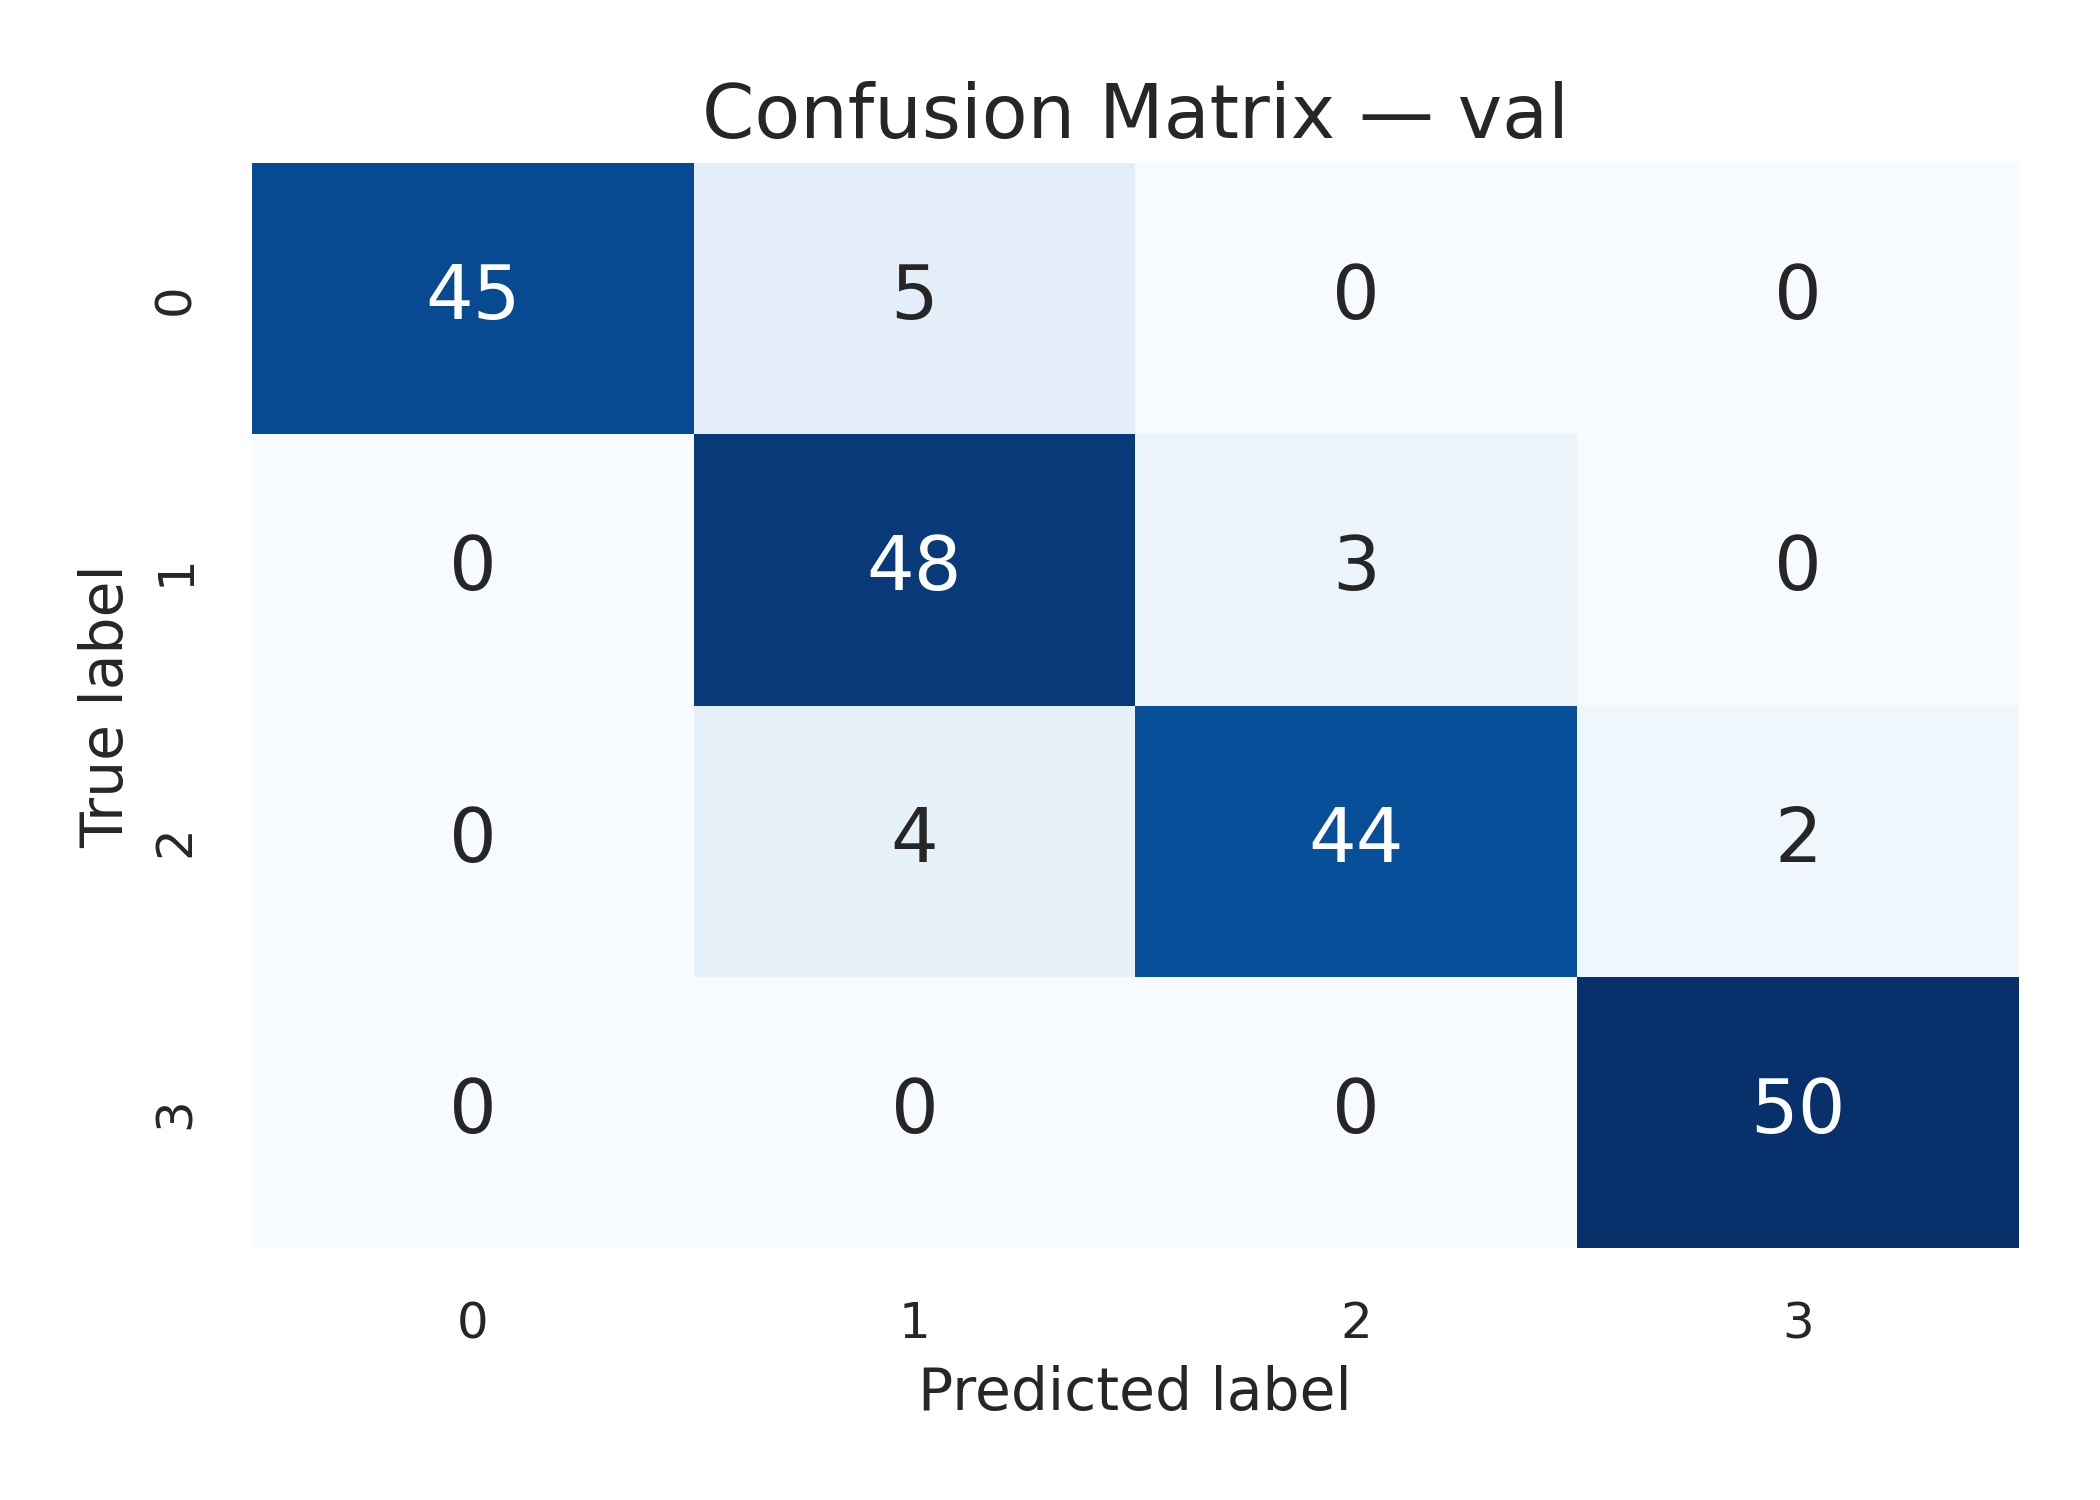 Confusion Matrix — val
True label
0 45 5 0 0
1 0 48 3 0
2 0 4 44 2
3 0 0 0 50
0 1 2 3
Predicted label